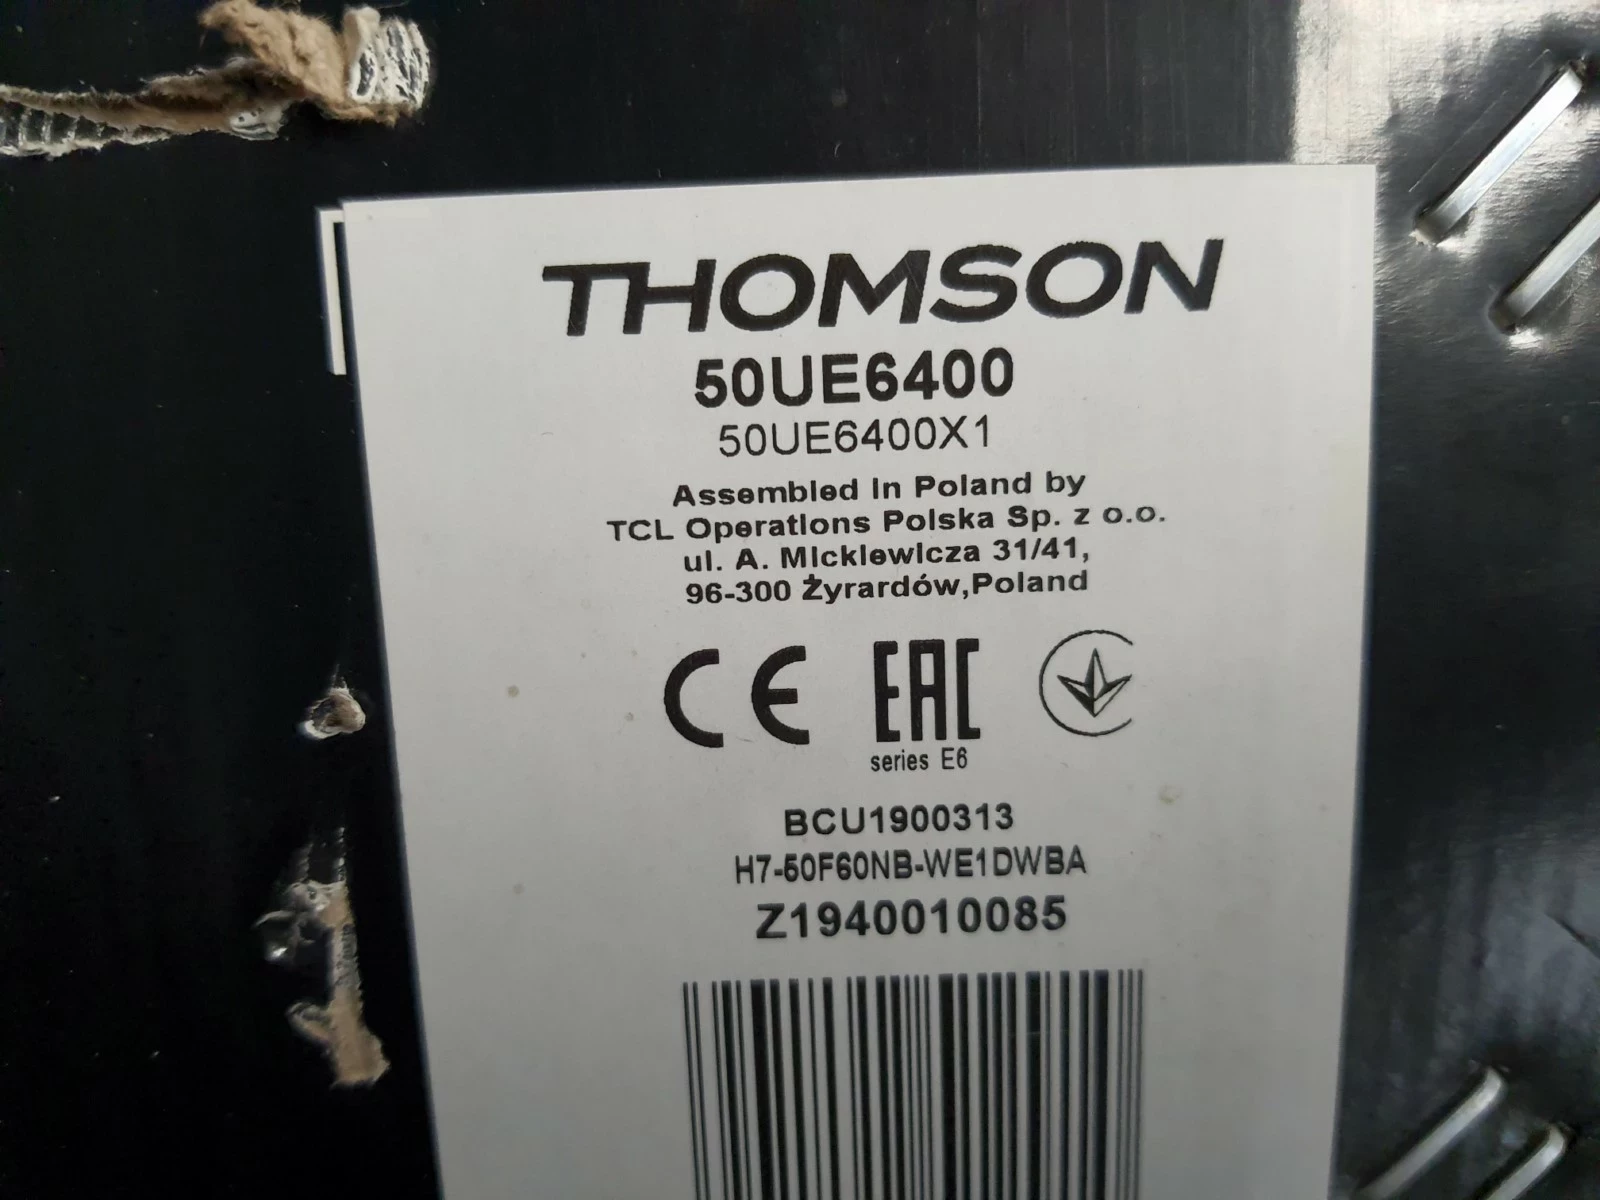 THOMSON
50UE6400
50UE6400X1
Assembled in Poland by
TCL Operations Polska Sp. z o.o.
ul. A. Mickiewicza 31/41,
96-300 Żyrardów,Poland
CE EAC
series E6
BCU1900313
H7-50F60NB-WE1DWBA
Z1940010085